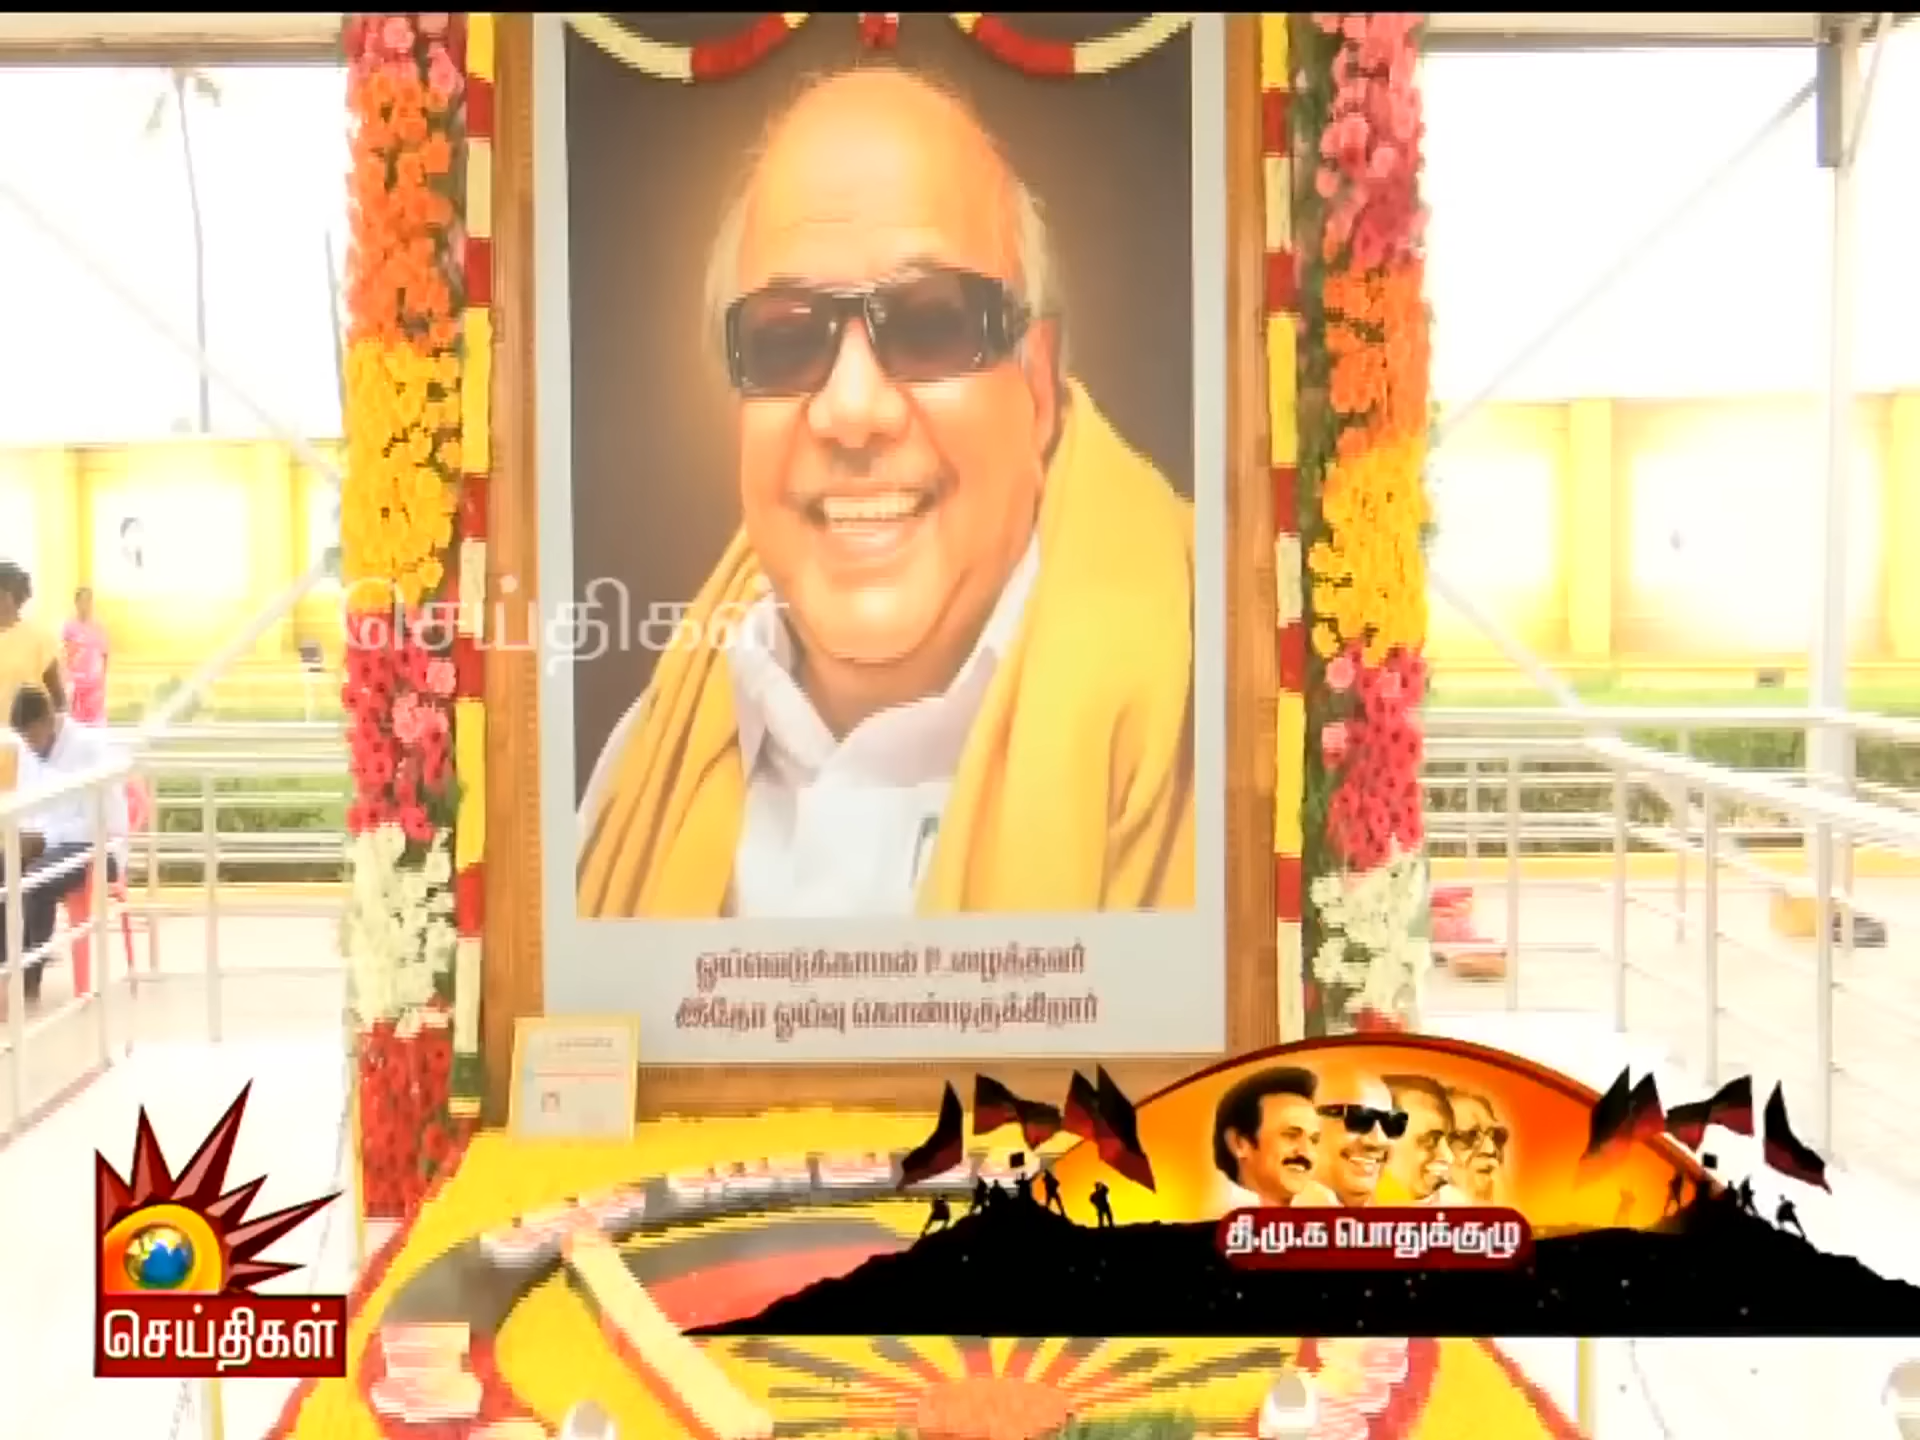 செய்திகள்
ஓய்வெடுக்காமல் உழைத்தவர்
இதோ ஓய்வு கொண்டிருக்கிறார்
தி.மு.க பொதுக்குழு
செய்திகள்